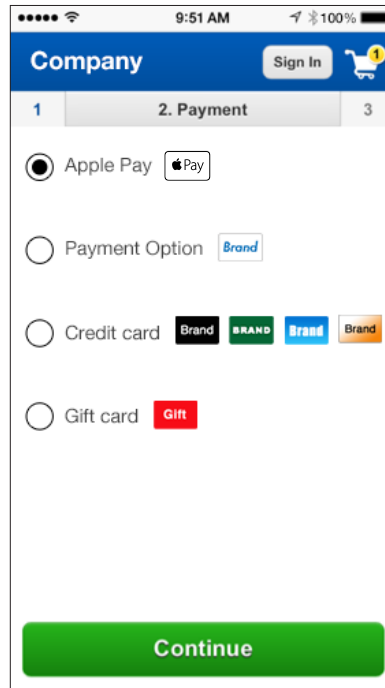 9:51 AM 100%
Company Sign In 1
1 2. Payment 3
Apple Pay Pay
Payment Option Brand
Credit card Brand BRAND Brand Brand
Gift card Gift
Continue